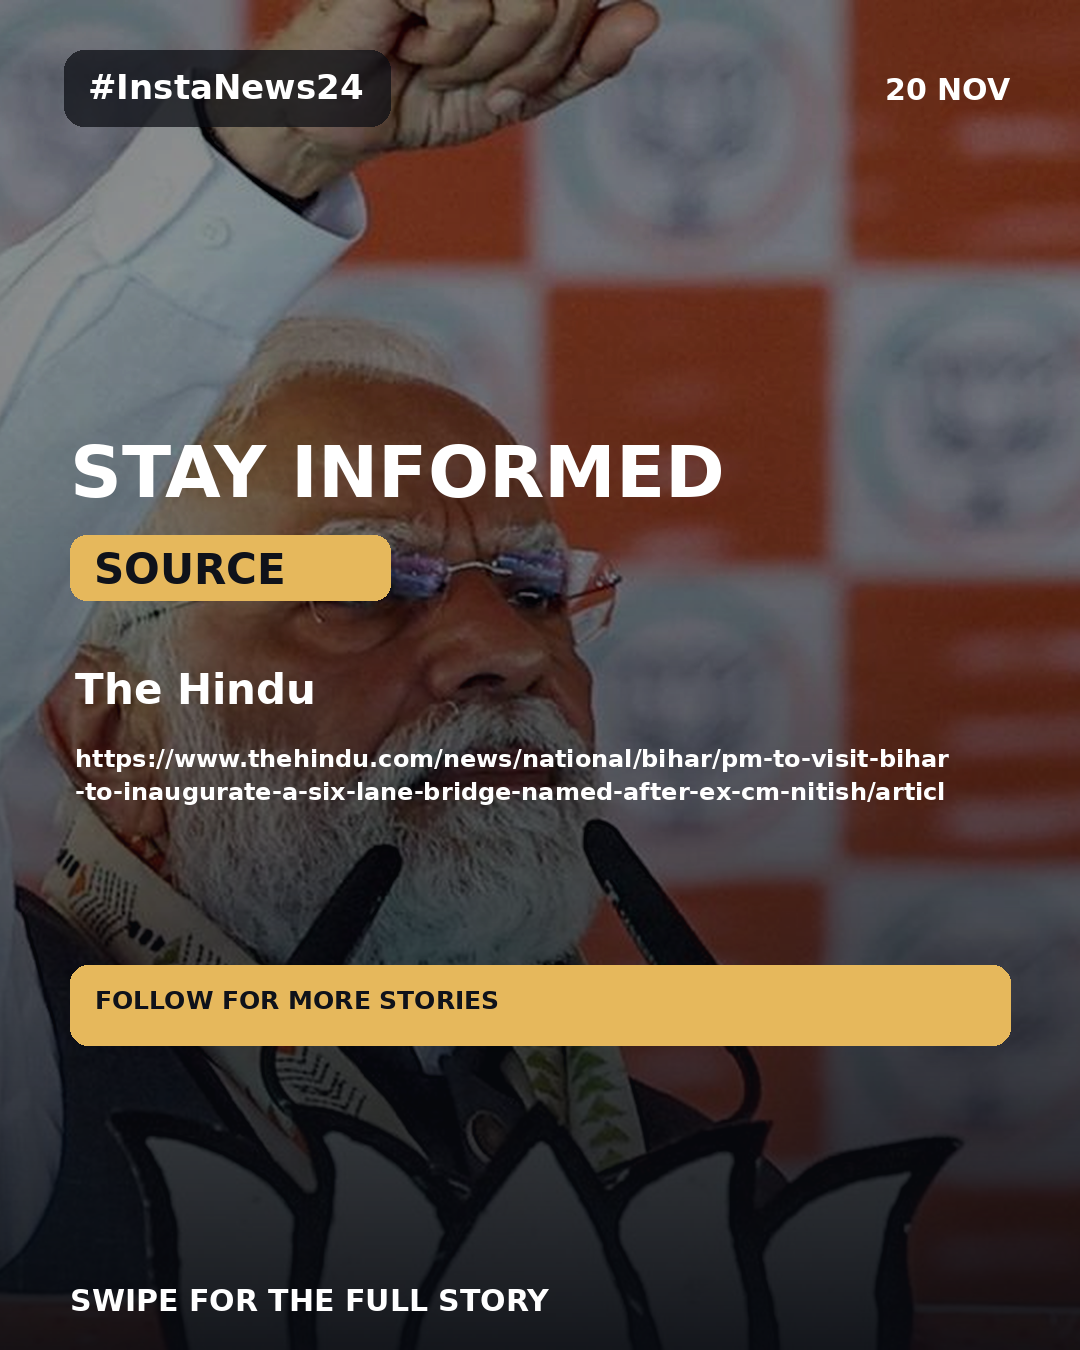 #InstaNews24
20 NOV
STAY INFORMED
SOURCE
The Hindu
https://www.thehindu.com/news/national/bihar/pm-to-visit-bihar
-to-inaugurate-a-six-lane-bridge-named-after-ex-cm-nitish/articl
FOLLOW FOR MORE STORIES
SWIPE FOR THE FULL STORY